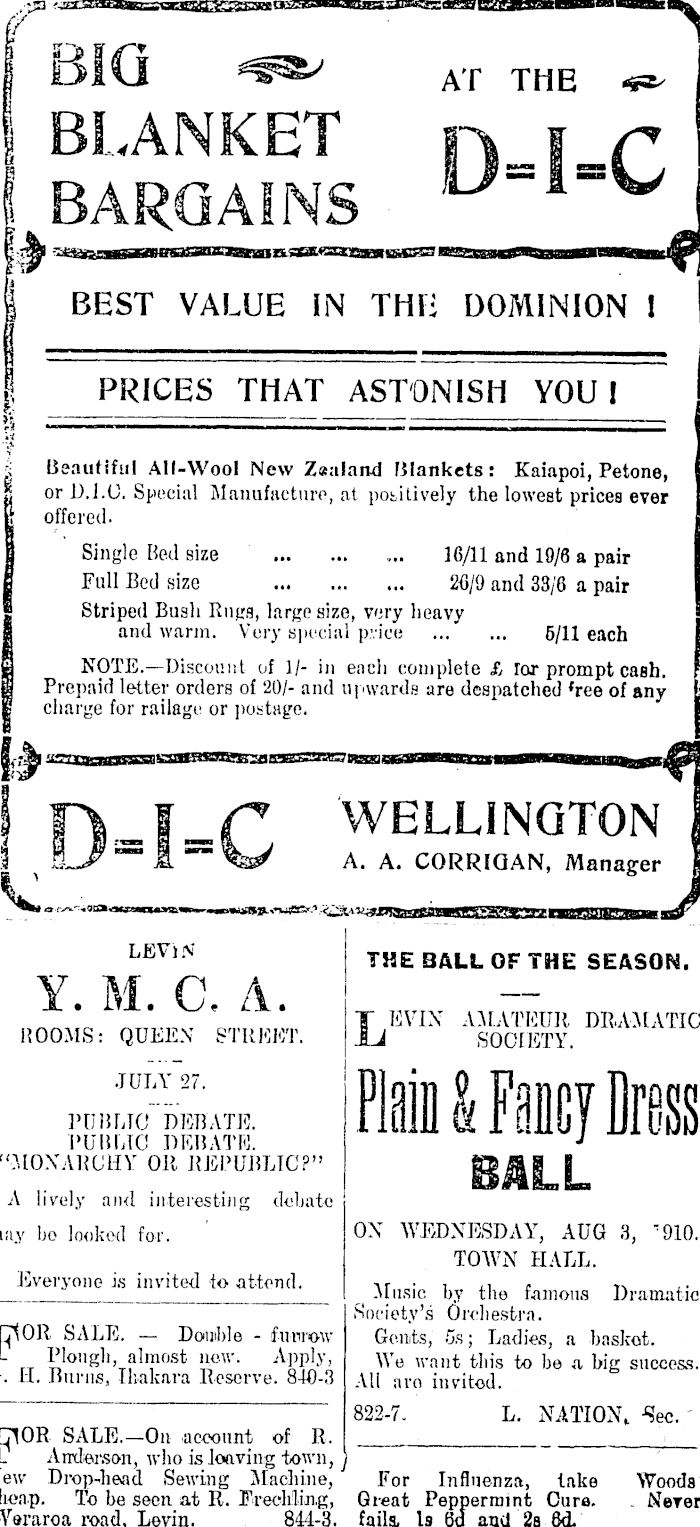 BIG
BLANKET
BARGAINS
AT THE
D=I=C
BEST VALUE IN THE DOMINION !
PRICES THAT ASTONISH YOU !
Beautiful All-Wool New Zealand Blankets: Kaiapoi, Petone,
or D.I.C. Special Manufacture, at positively the lowest prices ever
offered.
Single Bed size ... ... ... 16/11 and 19/6 a pair
Full Bed size ... ... ... 26/9 and 33/6 a pair
Striped Bush Rugs, large size, very heavy
and warm. Very special price ... ... 5/11 each
NOTE.—Discount of 1/- in each complete £ for prompt cash.
Prepaid letter orders of 20/- and upwards are despatched free of any
charge for railage or postage.
D=I=C
WELLINGTON
A. A. CORRIGAN, Manager
LEVIN
Y. M. C. A.
ROOMS: QUEEN STREET.
JULY 27.
PUBLIC DEBATE.
PUBLIC DEBATE.
"MONARCHY OR REPUBLIC?"
A lively and interesting debate
may be looked for.
Everyone is invited to attend.
FOR SALE. — Double - furrow
Plough, almost new. Apply,
. H. Burns, Ihakara Reserve. 840-3
FOR SALE.—On account of R.
Anderson, who is leaving town,
ew Drop-head Sewing Machine,
heap. To be seen at R. Frechling,
Weraroa road, Levin. 844-3.
THE BALL OF THE SEASON.
LEVIN AMATEUR DRAMATIC
SOCIETY.
Plain & Fancy Dress
BALL
ON WEDNESDAY, AUG 3, 1910.
TOWN HALL.
Music by the famous Dramatic
Society's Orchestra.
Gents, 5s; Ladies, a basket.
We want this to be a big success.
All are invited.
822-7. L. NATION, Sec.
For Influenza, take Woods
Great Peppermint Cure. Never
fails. 1s 6d and 2s 6d.